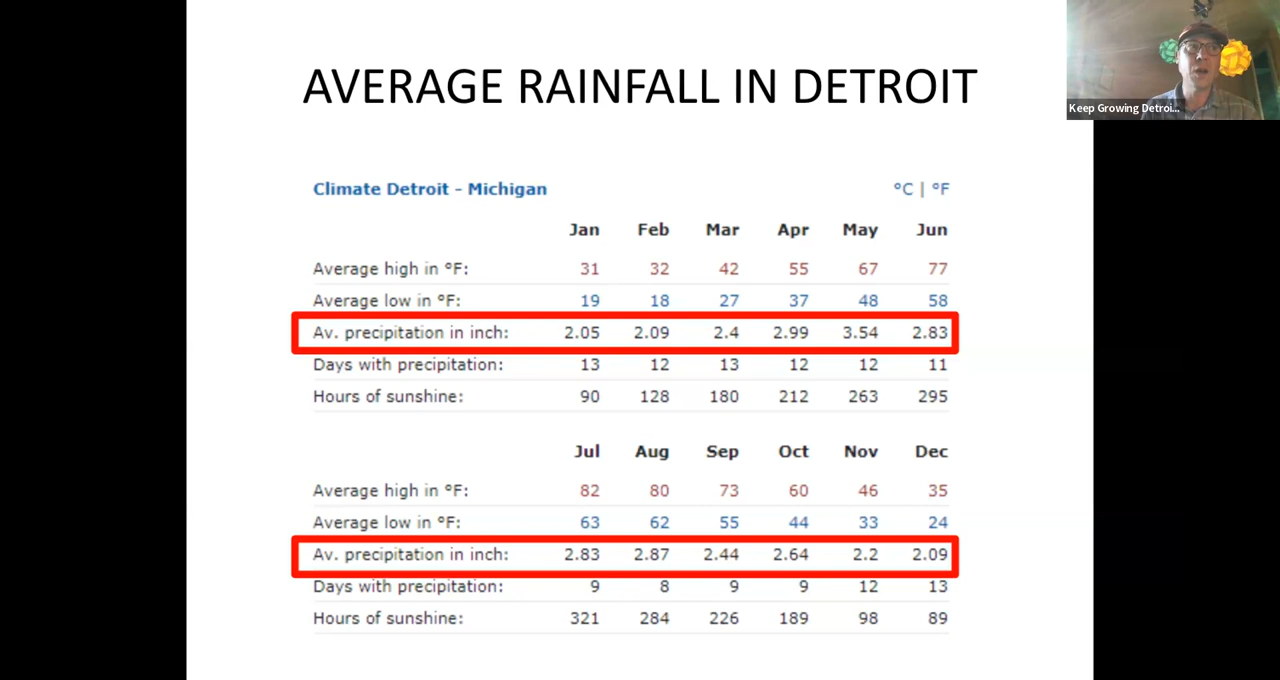 AVERAGE RAINFALL IN DETROIT
Keep Growing Detroi...
Climate Detroit - Michigan °C | °F
Jan Feb Mar Apr May Jun
Average high in °F: 31 32 42 55 67 77
Average low in °F: 19 18 27 37 48 58
Av. precipitation in inch: 2.05 2.09 2.4 2.99 3.54 2.83
Days with precipitation: 13 12 13 12 12 11
Hours of sunshine: 90 128 180 212 263 295
Jul Aug Sep Oct Nov Dec
Average high in °F: 82 80 73 60 46 35
Average low in °F: 63 62 55 44 33 24
Av. precipitation in inch: 2.83 2.87 2.44 2.64 2.2 2.09
Days with precipitation: 9 8 9 9 12 13
Hours of sunshine: 321 284 226 189 98 89